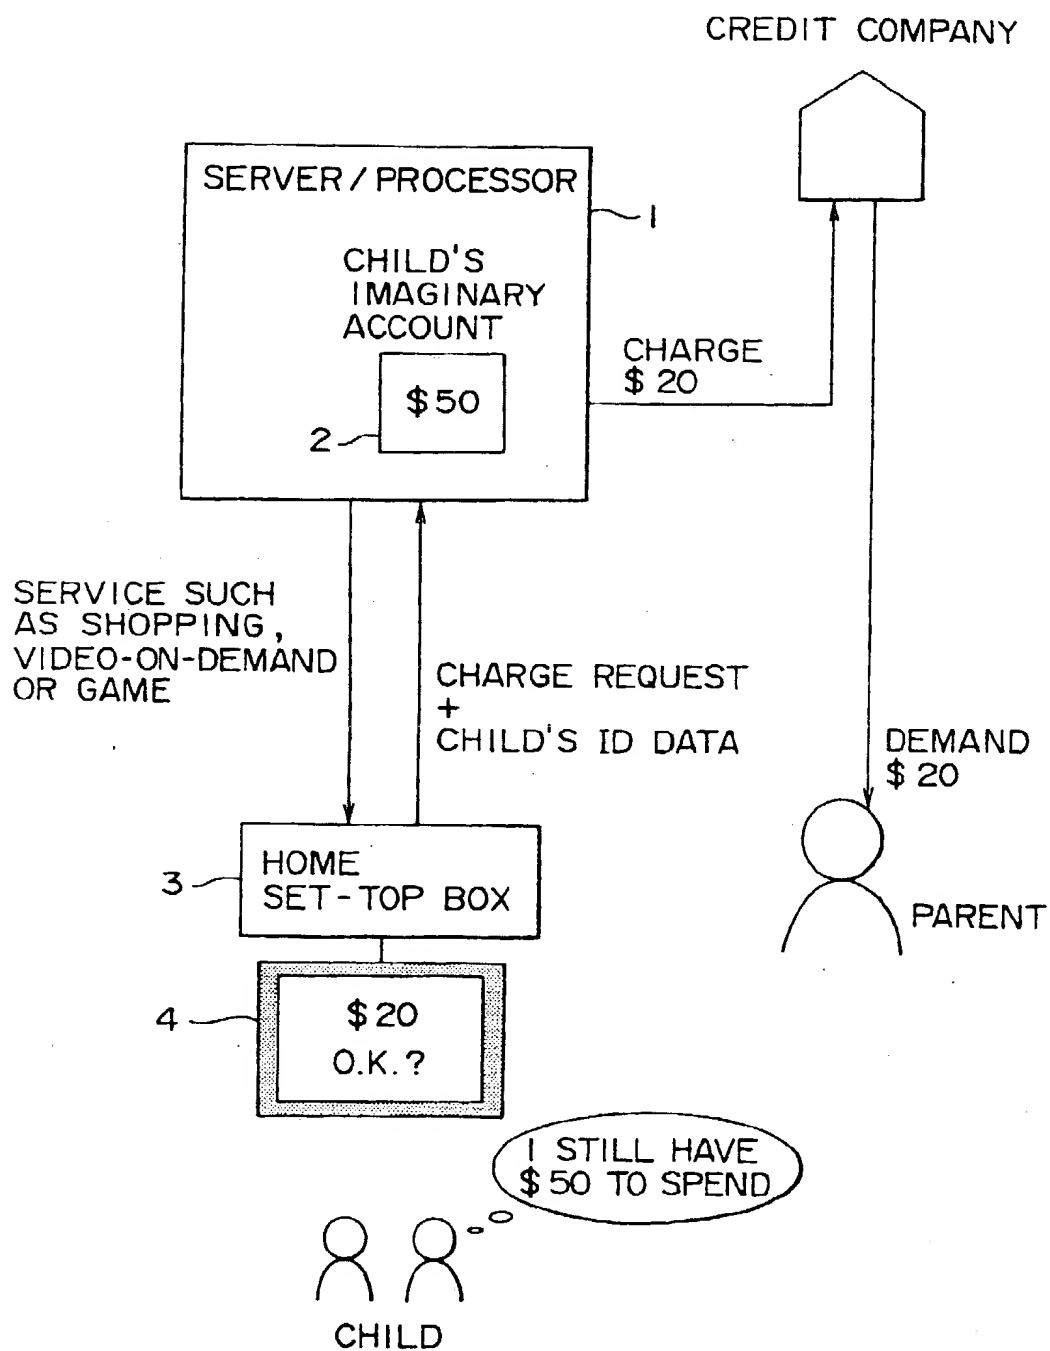 CREDIT COMPANY
SERVER/PROCESSOR
1
CHILD'S
IMAGINARY
ACCOUNT
$50
2
CHARGE
$20
SERVICE SUCH
AS SHOPPING,
VIDEO-ON-DEMAND
OR GAME
CHARGE REQUEST
+
CHILD'S ID DATA
DEMAND
$20
PARENT
HOME
SET-TOP BOX
3
$20
O.K.?
4
I STILL HAVE
$50 TO SPEND
CHILD